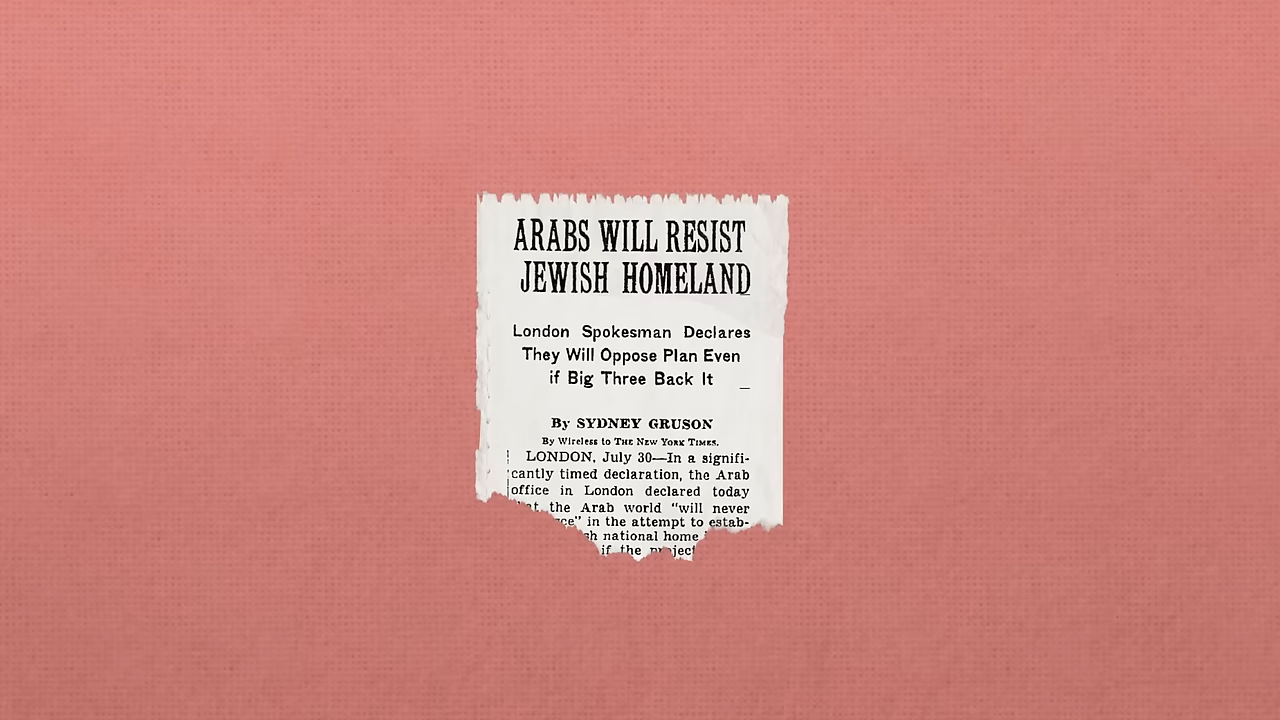 ARABS WILL RESIST
JEWISH HOMELAND
London Spokesman Declares
They Will Oppose Plan Even
if Big Three Back It
By SYDNEY GRUSON
By Wireless to THE NEW YORK TIMES.
LONDON, July 30—In a signifi-
cantly timed declaration, the Arab
office in London declared today
the Arab world "will never
in the attempt to estab-
national home
if the